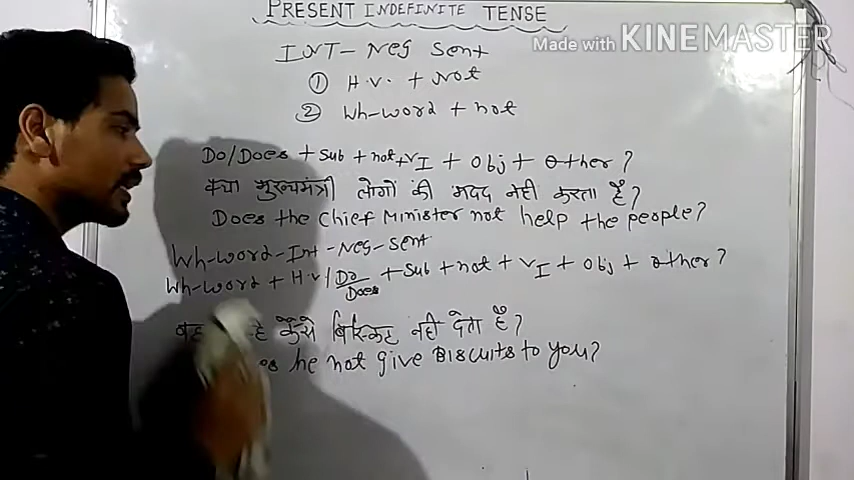 PRESENT INDEFINITE TENSE
Made with KINEMASTER
INT - Neg Sent
① H.V. + Not
② Wh-word + not
Do/Does + Sub + not + VI + Obj + Other?
क्या मुख्यमंत्री लोगों की मदद नही करता है?
Does the Chief Minister not help the people?
Wh-word-Int-Neg-Sent
Wh-word + H.V/Do/Does + Sub + not + VI + Obj + Other?
वह कैसे बिस्किट नही देता है?
he not give Biscuits to you?